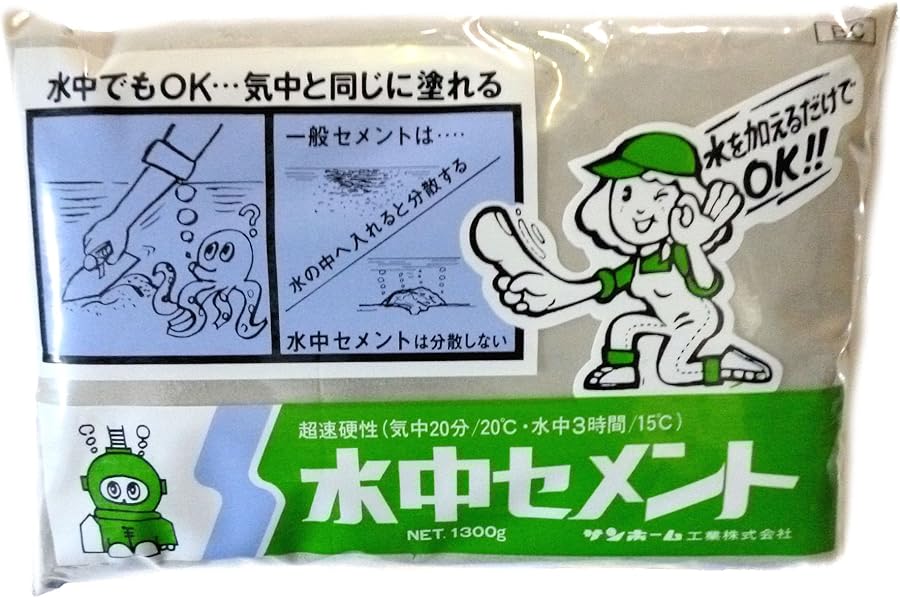 BC
水中でもOK…気中と同じに塗れる
水を加えるだけで
OK!!
一般セメントは‥‥
水の中へ入れると分散する
水中セメントは分散しない
?
超速硬性(気中20分/20℃・水中3時間/15℃)
水中セメント
NET. 1300g
サンホーム工業株式会社